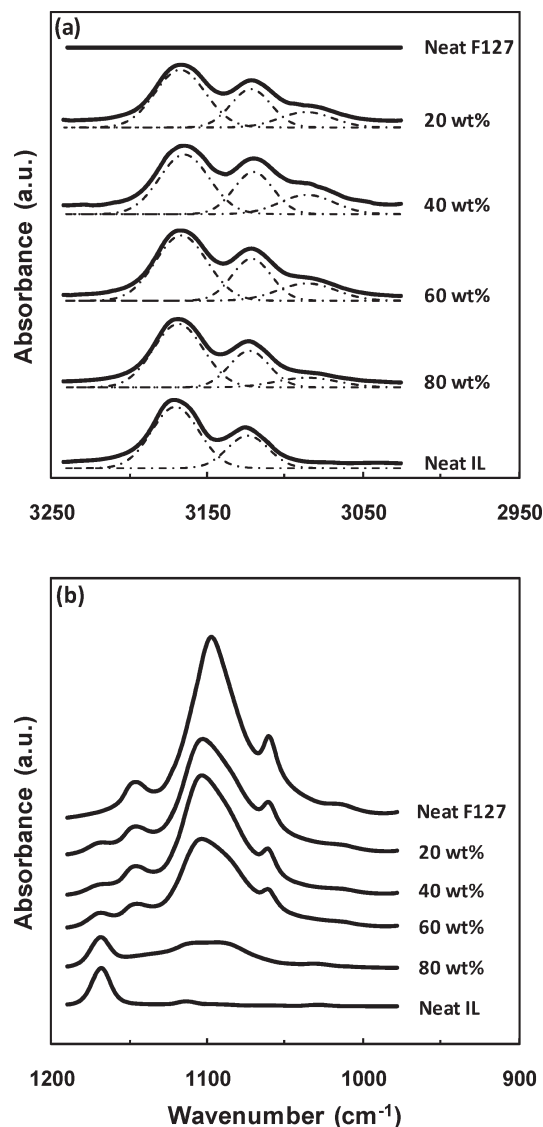 (a)
Neat F127
20 wt%
40 wt%
60 wt%
80 wt%
Neat IL
Absorbance (a.u.)
3250 3150 3050 2950
(b)
Neat F127
20 wt%
40 wt%
60 wt%
80 wt%
Neat IL
Absorbance (a.u.)
1200 1100 1000 900
Wavenumber (cm⁻¹)